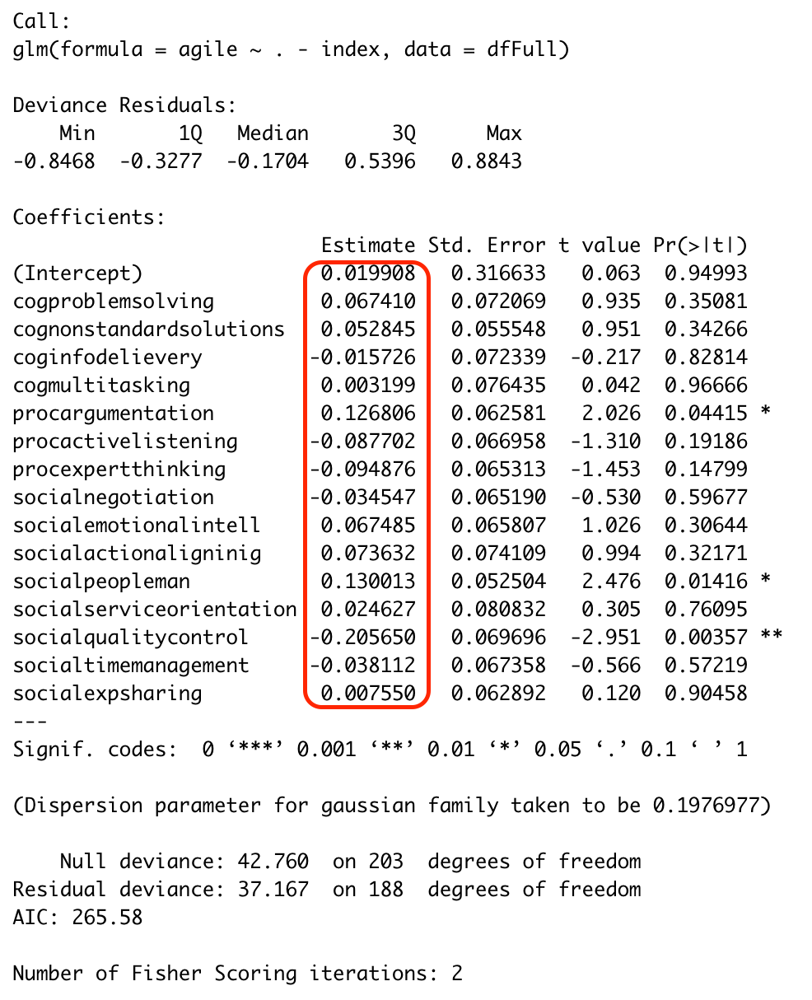 Call:
glm(formula = agile ~ . - index, data = dfFull)
Deviance Residuals:
Min 1Q Median 3Q Max
-0.8468 -0.3277 -0.1704 0.5396 0.8843
Coefficients:
Estimate Std. Error t value Pr(>|t|)
(Intercept) 0.019908 0.316633 0.063 0.94993
cogproblemsolving 0.067410 0.072069 0.935 0.35081
cognonstandardsolutions 0.052845 0.055548 0.951 0.34266
coginfodelievery -0.015726 0.072339 -0.217 0.82814
cogmultitasking 0.003199 0.076435 0.042 0.96666
procargumentation 0.126806 0.062581 2.026 0.04415 *
procactivelistening -0.087702 0.066958 -1.310 0.19186
procexpertthinking -0.094876 0.065313 -1.453 0.14799
socialnegotiation -0.034547 0.065190 -0.530 0.59677
socialemotionalintell 0.067485 0.065807 1.026 0.30644
socialactionaligninig 0.073632 0.074109 0.994 0.32171
socialpeopleman 0.130013 0.052504 2.476 0.01416 *
socialserviceorientation 0.024627 0.080832 0.305 0.76095
socialqualitycontrol -0.205650 0.069696 -2.951 0.00357 **
socialtimemanagement -0.038112 0.067358 -0.566 0.57219
socialexpsharing 0.007550 0.062892 0.120 0.90458
---
Signif. codes: 0 ‘***’ 0.001 ‘**’ 0.01 ‘*’ 0.05 ‘.’ 0.1 ‘ ’ 1
(Dispersion parameter for gaussian family taken to be 0.1976977)
Null deviance: 42.760 on 203 degrees of freedom
Residual deviance: 37.167 on 188 degrees of freedom
AIC: 265.58
Number of Fisher Scoring iterations: 2